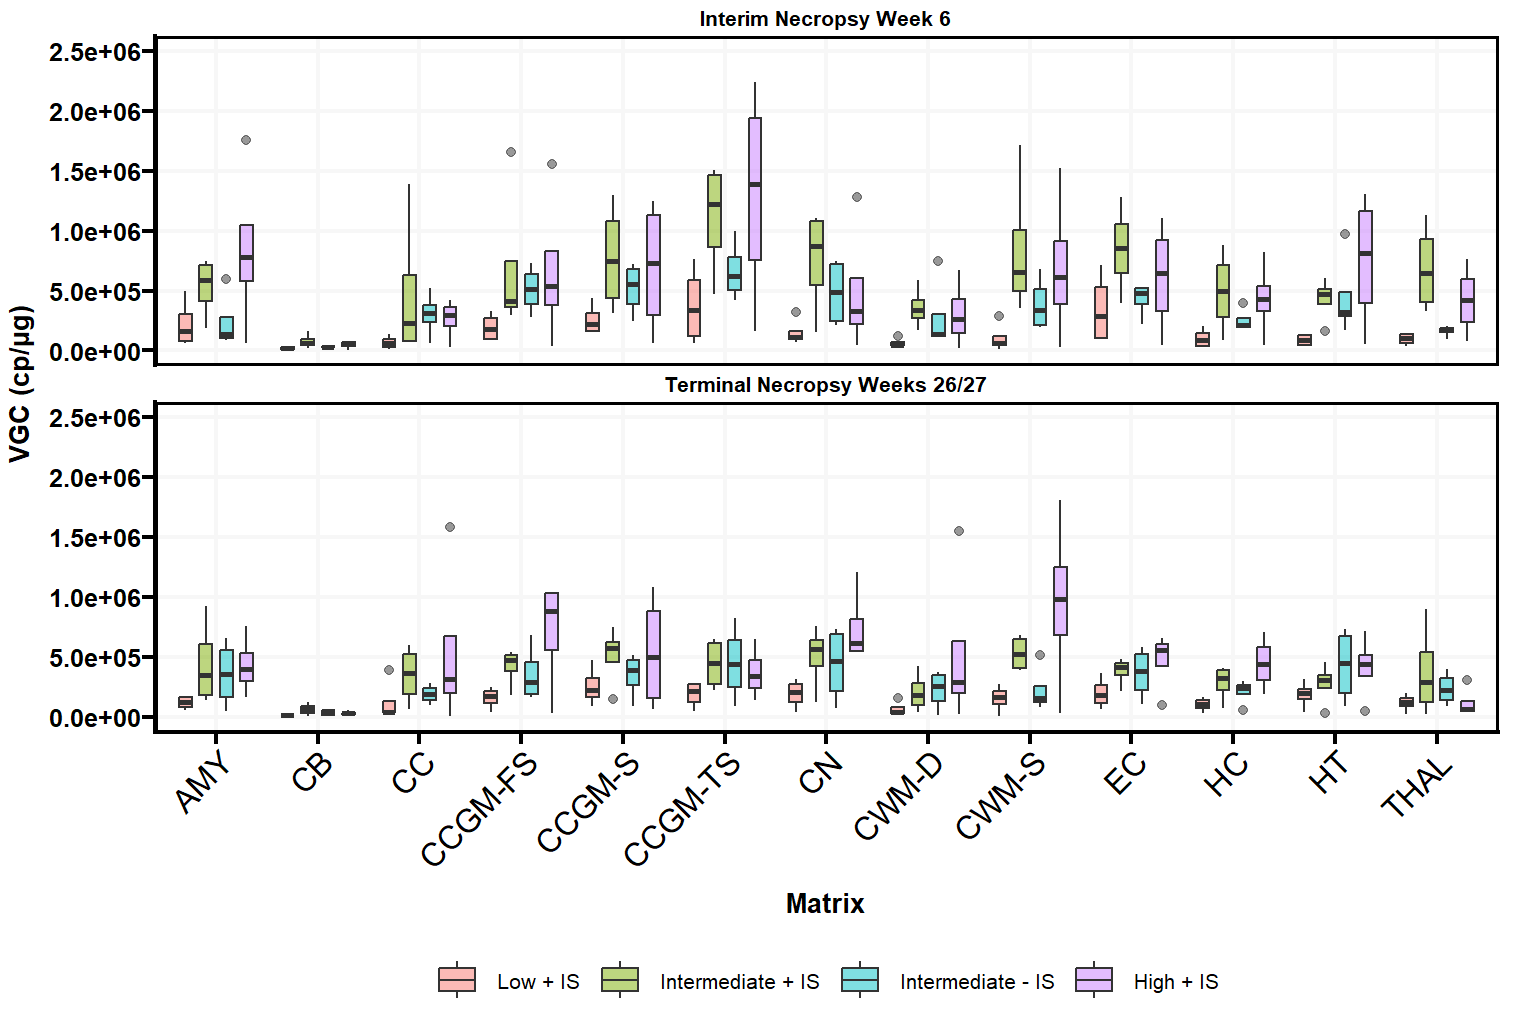 Interim Necropsy Week 6
2.5e+06
2.0e+06
1.5e+06
1.0e+06
5.0e+05
0.0e+00
Terminal Necropsy Weeks 26/27
2.5e+06
2.0e+06
1.5e+06
1.0e+06
5.0e+05
0.0e+00
VGC (cp/μg)
AMY
CB
CC
CCGM-FS
CCGM-S
CCGM-TS
CN
CWM-D
CWM-S
EC
HC
HT
THAL
Matrix
Low + IS
Intermediate + IS
Intermediate - IS
High + IS